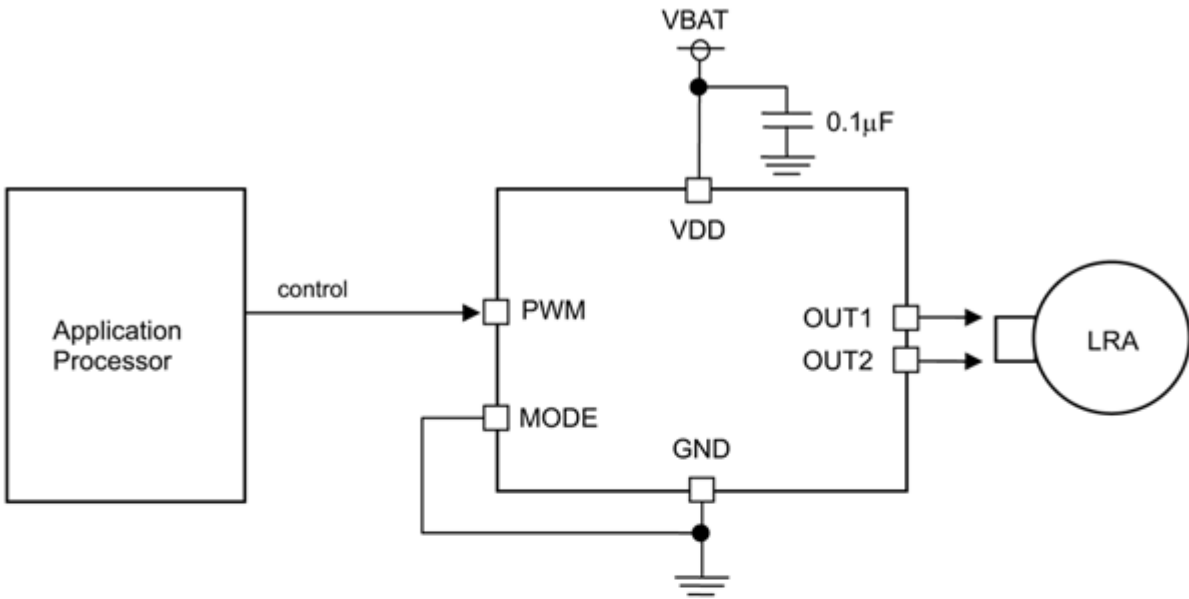 VBAT
0.1μF
VDD
control
PWM
Application
Processor
OUT1
OUT2
LRA
MODE
GND